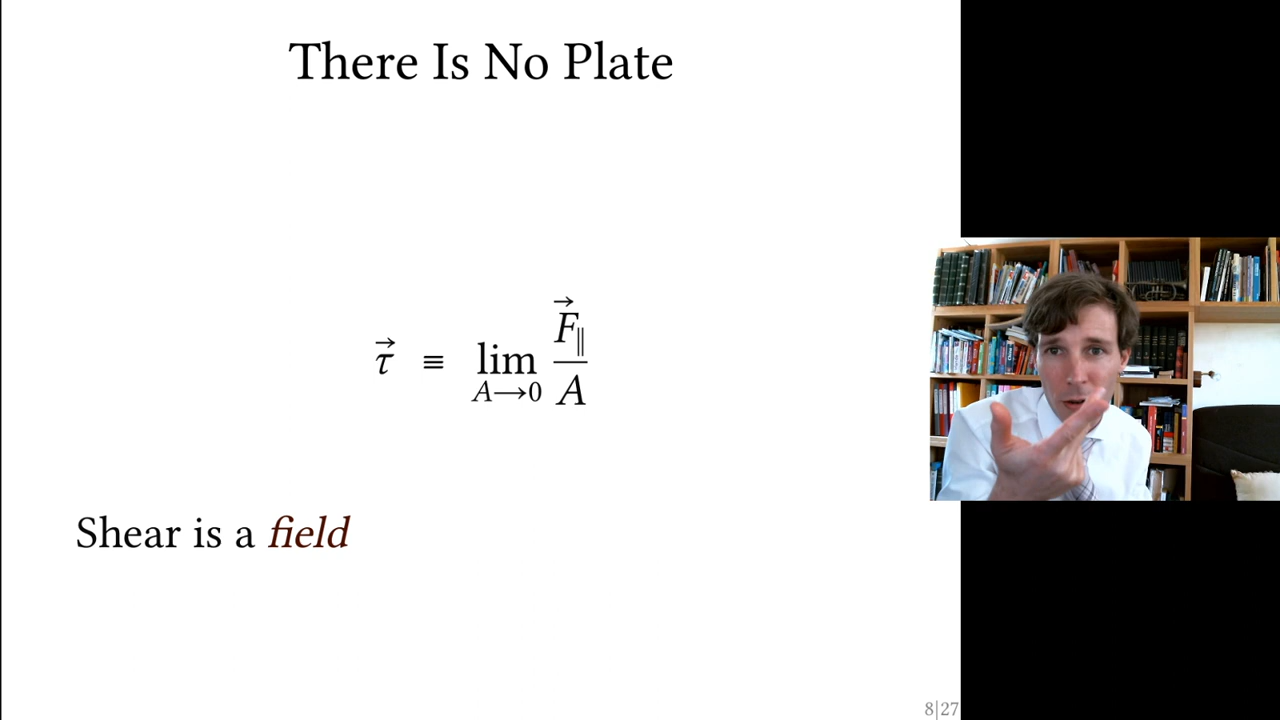 There Is No Plate
τ⃗ ≡ lim_{A→0} F⃗_∥ / A
Shear is a field
8|27